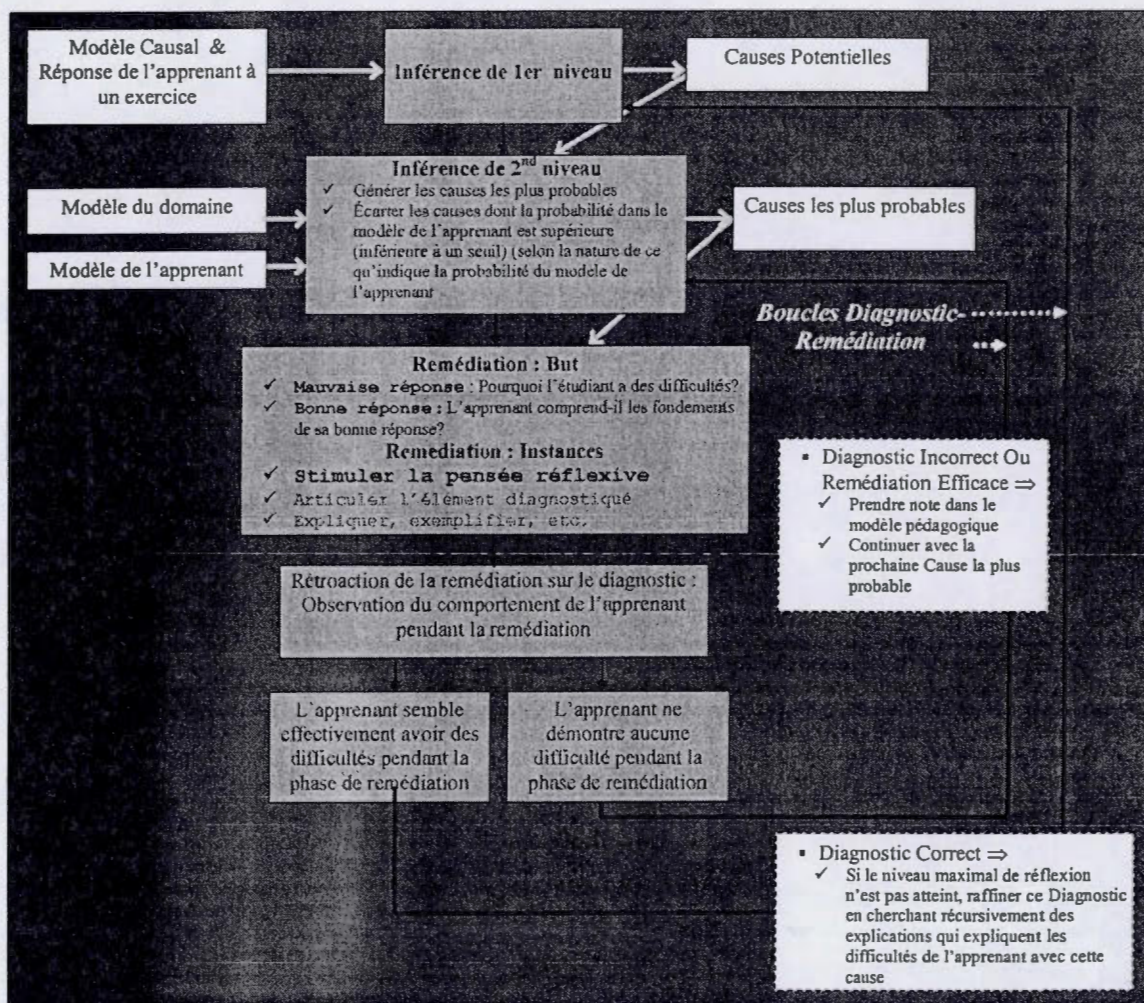 Modèle Causal &
Réponse de l'apprenant à
un exercice
Inférence de 1er niveau
Causes Potentielles
Inférence de 2nd niveau
✓ Générer les causes les plus probables
✓ Écarter les causes dont la probabilité dans le
modèle de l'apprenant est supérieure
(inférieure à un seuil) (selon la nature de ce
qu'indique la probabilité du modèle de
l'apprenant
Modèle du domaine
Modèle de l'apprenant
Causes les plus probables
Boucles Diagnostic-
Remédiation
Remédiation : But
✓ Mauvaise réponse : Pourquoi l'étudiant a des difficultés?
✓ Bonne réponse : L'apprenant comprend-il les fondements
de sa bonne réponse?
Remediation : Instances
✓ Stimuler la pensée réflexive
✓ Articuler l'élément diagnostiqué
✓ Expliquer, exemplifier, etc.
▪ Diagnostic Incorrect Ou
Remédiation Efficace ⇒
✓ Prendre note dans le
modèle pédagogique
✓ Continuer avec la
prochaine Cause la plus
probable
Rétroaction de la remédiation sur le diagnostic :
Observation du comportement de l'apprenant
pendant la remédiation
L'apprenant semble
effectivement avoir des
difficultés pendant la
phase de remédiation
L'apprenant ne
démontre aucune
difficulté pendant la
phase de remédiation
▪ Diagnostic Correct ⇒
✓ Si le niveau maximal de réflexion
n'est pas atteint, raffiner ce Diagnostic
en cherchant récursivement des
explications qui expliquent les
difficultés de l'apprenant avec cette
cause